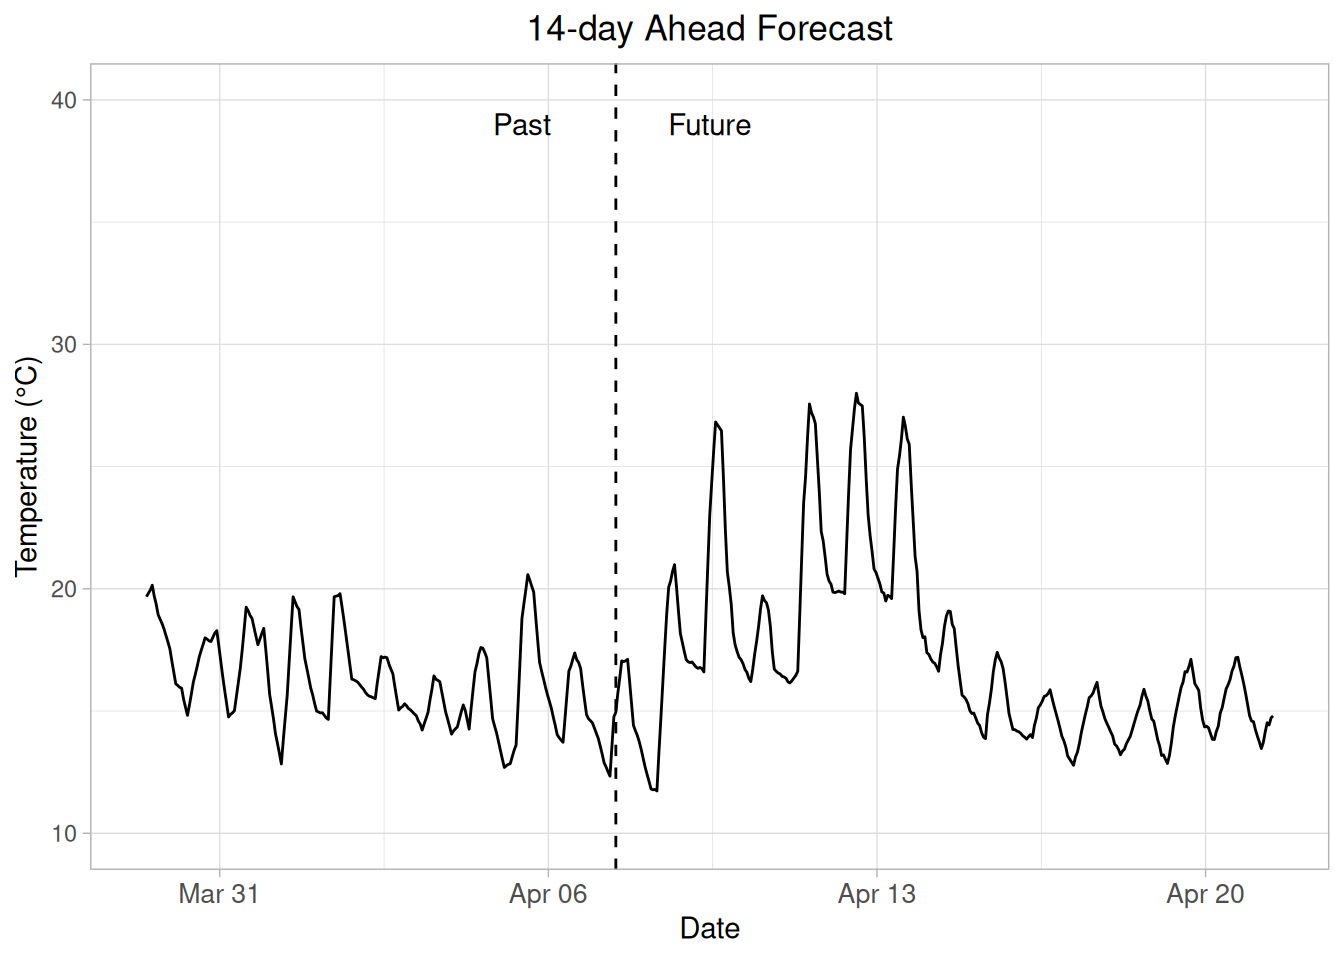 14-day Ahead Forecast
40
Past
Future
30
Temperature (°C)
20
10
Mar 31
Apr 06
Apr 13
Apr 20
Date